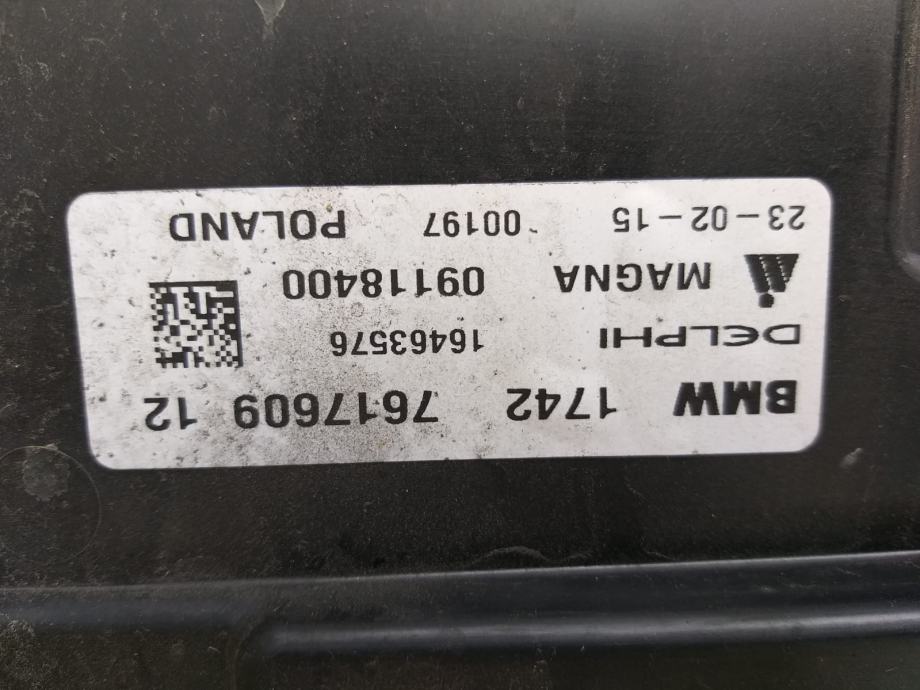 BMW 1742 7617609 12
DELPHI 16463576
MAGNA 09118400
23-02-15 00197 POLAND